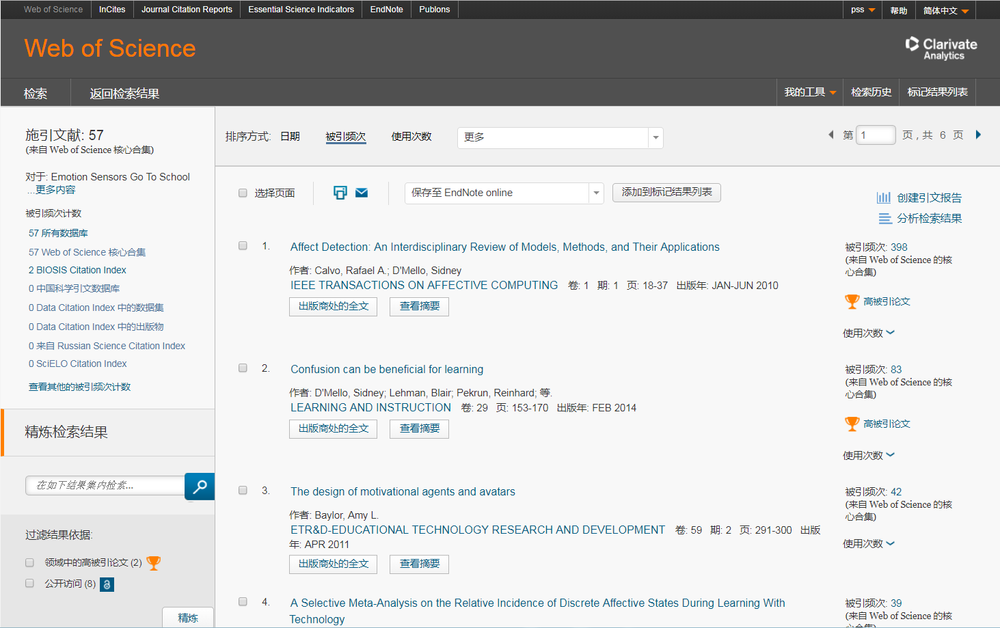 Web of Science InCites Journal Citation Reports Essential Science Indicators EndNote Publons pss 帮助 简体中文
Web of Science
Clarivate
Analytics
检索 返回检索结果 我的工具 检索历史 标记结果列表
施引文献: 57
(来自 Web of Science 核心合集)
对于: Emotion Sensors Go To School
...更多内容
被引频次计数
57 所有数据库
57 Web of Science 核心合集
2 BIOSIS Citation Index
0 中国科学引文数据库
0 Data Citation Index 中的数据集
0 Data Citation Index 中的出版物
0 来自 Russian Science Citation Index
0 SciELO Citation Index
查看其他的被引频次计数
精炼检索结果
在如下结果集内检索...
过滤结果依据:
领域中的高被引论文 (2)
公开访问 (8)
精炼
排序方式: 日期 被引频次 使用次数 更多 第 1 页 , 共 6 页
选择页面 保存至 EndNote online 添加到标记结果列表
创建引文报告
分析检索结果
1. Affect Detection: An Interdisciplinary Review of Models, Methods, and Their Applications
作者: Calvo, Rafael A.; D'Mello, Sidney
IEEE TRANSACTIONS ON AFFECTIVE COMPUTING 卷: 1 期: 1 页: 18-37 出版年: JAN-JUN 2010
出版商处的全文 查看摘要
被引频次: 398
(来自 Web of Science 的核
心合集)
高被引论文
使用次数
2. Confusion can be beneficial for learning
作者: D'Mello, Sidney; Lehman, Blair; Pekrun, Reinhard; 等.
LEARNING AND INSTRUCTION 卷: 29 页: 153-170 出版年: FEB 2014
出版商处的全文 查看摘要
被引频次: 83
(来自 Web of Science 的核
心合集)
高被引论文
使用次数
3. The design of motivational agents and avatars
作者: Baylor, Amy L.
ETR&D-EDUCATIONAL TECHNOLOGY RESEARCH AND DEVELOPMENT 卷: 59 期: 2 页: 291-300 出版
年: APR 2011
出版商处的全文 查看摘要
被引频次: 42
(来自 Web of Science 的核
心合集)
使用次数
4. A Selective Meta-Analysis on the Relative Incidence of Discrete Affective States During Learning With
Technology
被引频次: 39
(来自 Web of Science 的核
心合集)